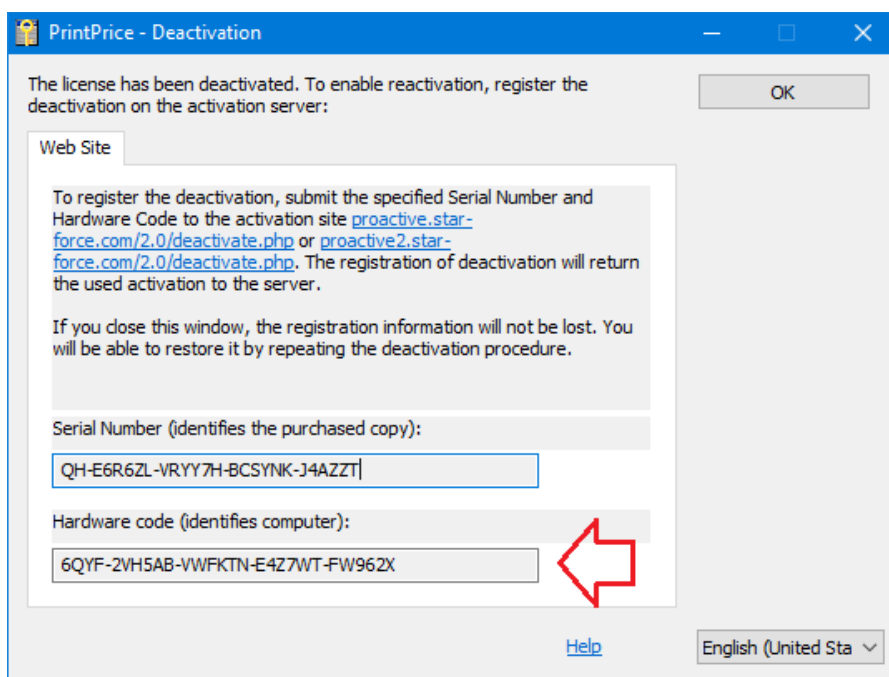 PrintPrice - Deactivation
The license has been deactivated. To enable reactivation, register the
deactivation on the activation server:
OK
Web Site
To register the deactivation, submit the specified Serial Number and
Hardware Code to the activation site proactive.star-
force.com/2.0/deactivate.php or proactive2.star-
force.com/2.0/deactivate.php. The registration of deactivation will return
the used activation to the server.
If you close this window, the registration information will not be lost. You
will be able to restore it by repeating the deactivation procedure.
Serial Number (identifies the purchased copy):
QH-E6R6ZL-VRYY7H-BCSYNK-J4AZZT
Hardware code (identifies computer):
6QYF-2VH5AB-VWFKTN-E4Z7WT-FW962X
Help
English (United Sta